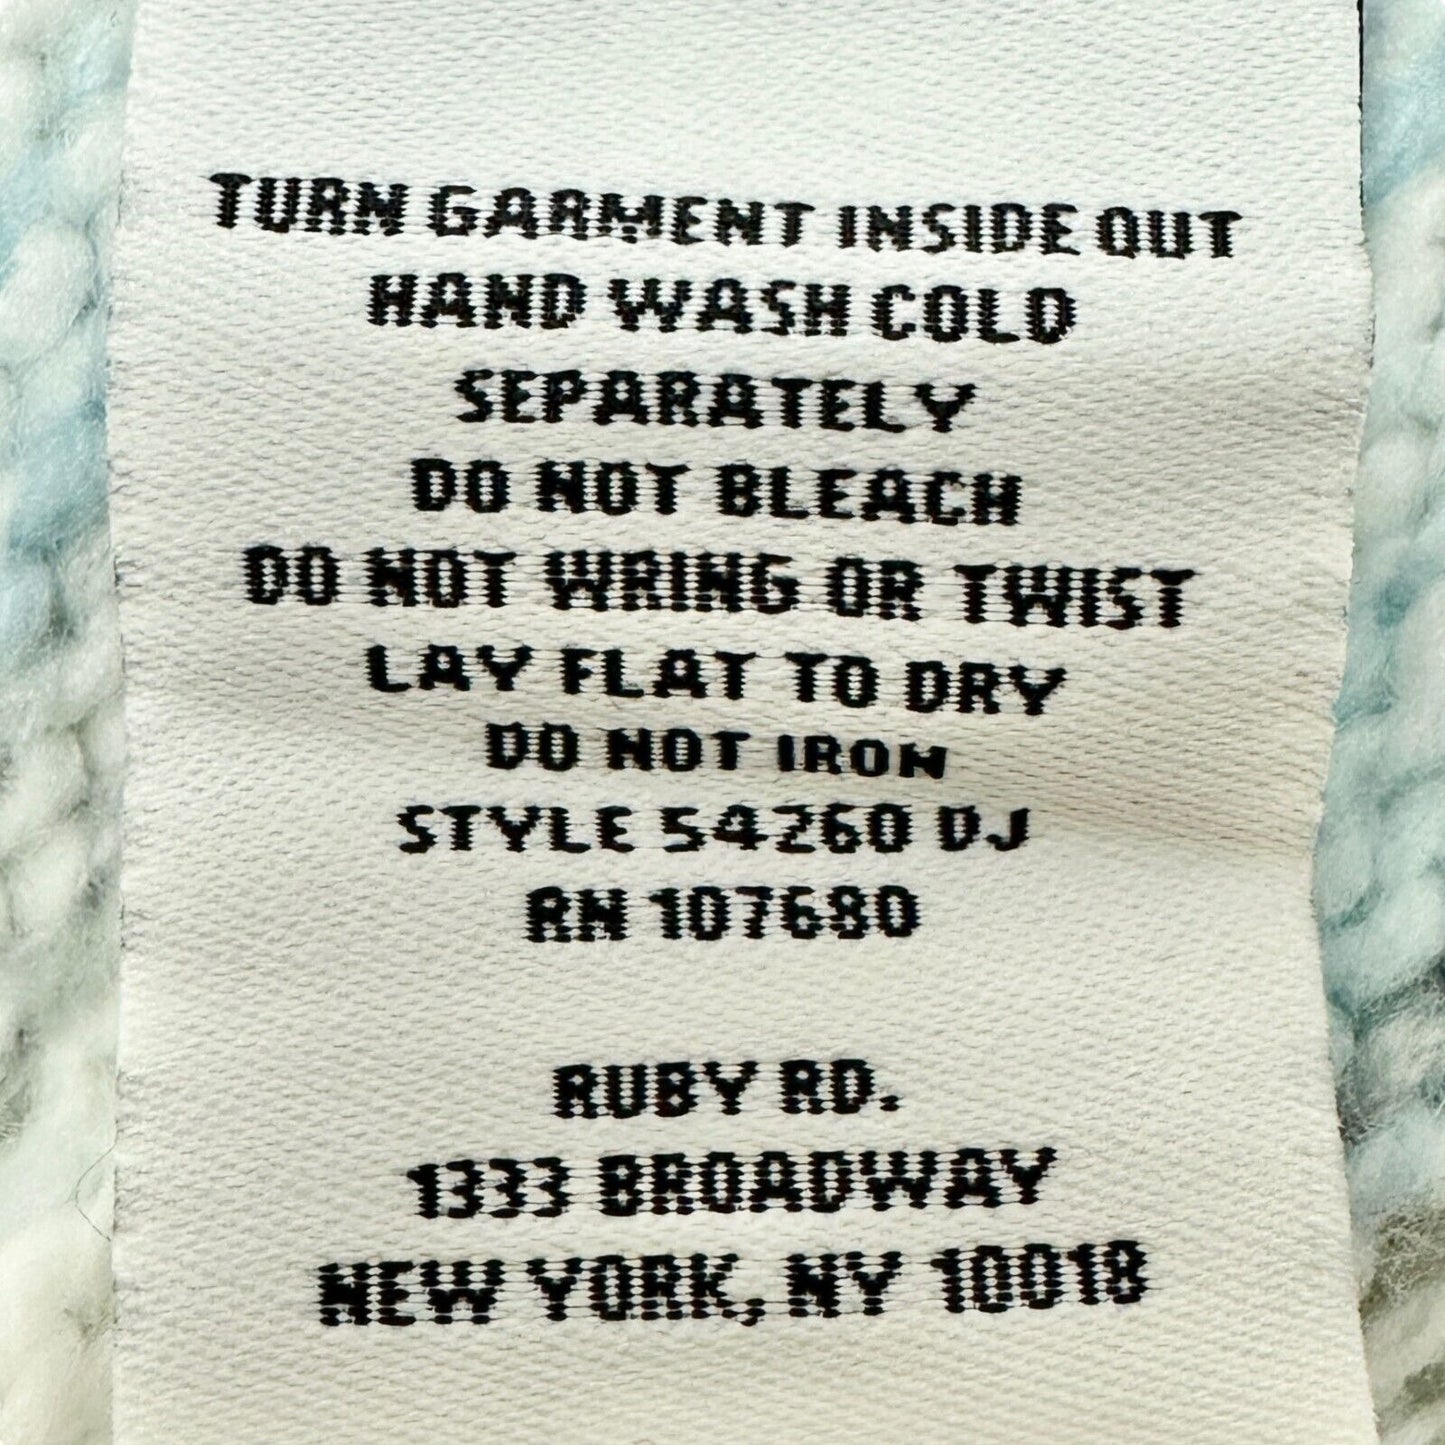 TURN GARMENT INSIDE OUT
HAND WASH COLD
SEPARATELY
DO NOT BLEACH
DO NOT WRING OR TWIST
LAY FLAT TO DRY
DO NOT IRON
STYLE 54260 DJ
RN 107680
RUBY RD.
1333 BROADWAY
NEW YORK, NY 10018